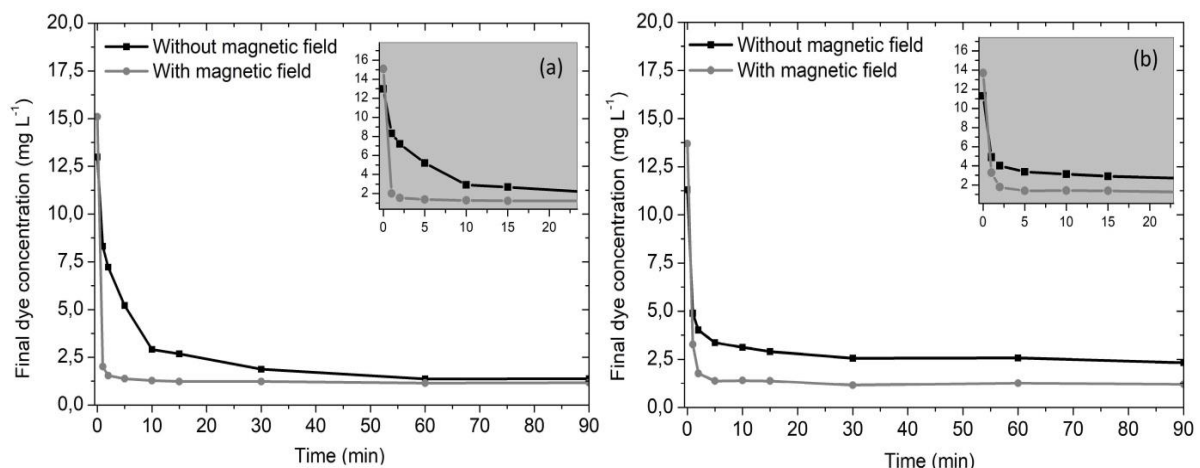 Final dye concentration (mg L⁻¹)
20,0
17,5
15,0
12,5
10,0
7,5
5,0
2,5
0,0
Without magnetic field
With magnetic field
(a)
16
14
12
10
8
6
4
2
0 5 10 15 20
0 10 20 30 40 50 60 70 80 90
Time (min)
Final dye concentration (mg L⁻¹)
20,0
17,5
15,0
12,5
10,0
7,5
5,0
2,5
0,0
Without magnetic field
With magnetic field
(b)
16
14
12
10
8
6
4
2
0 5 10 15 20
0 10 20 30 40 50 60 70 80 90
Time (min)